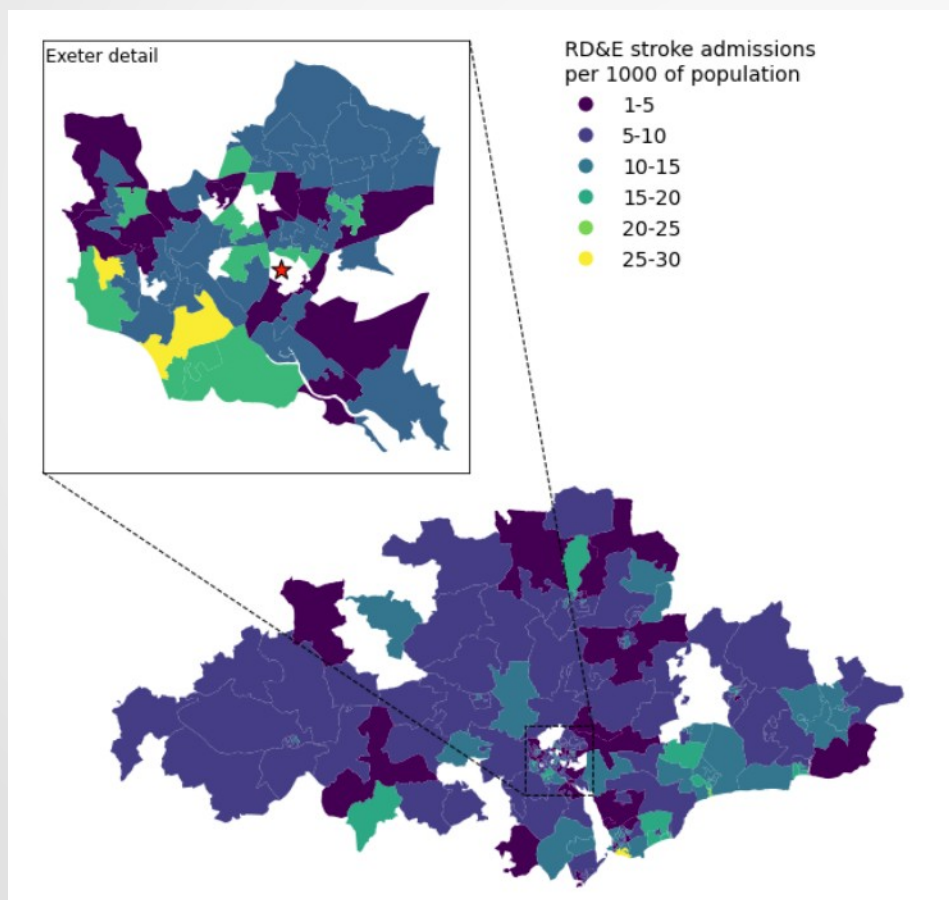 Exeter detail
RD&E stroke admissions
per 1000 of population
1-5
5-10
10-15
15-20
20-25
25-30